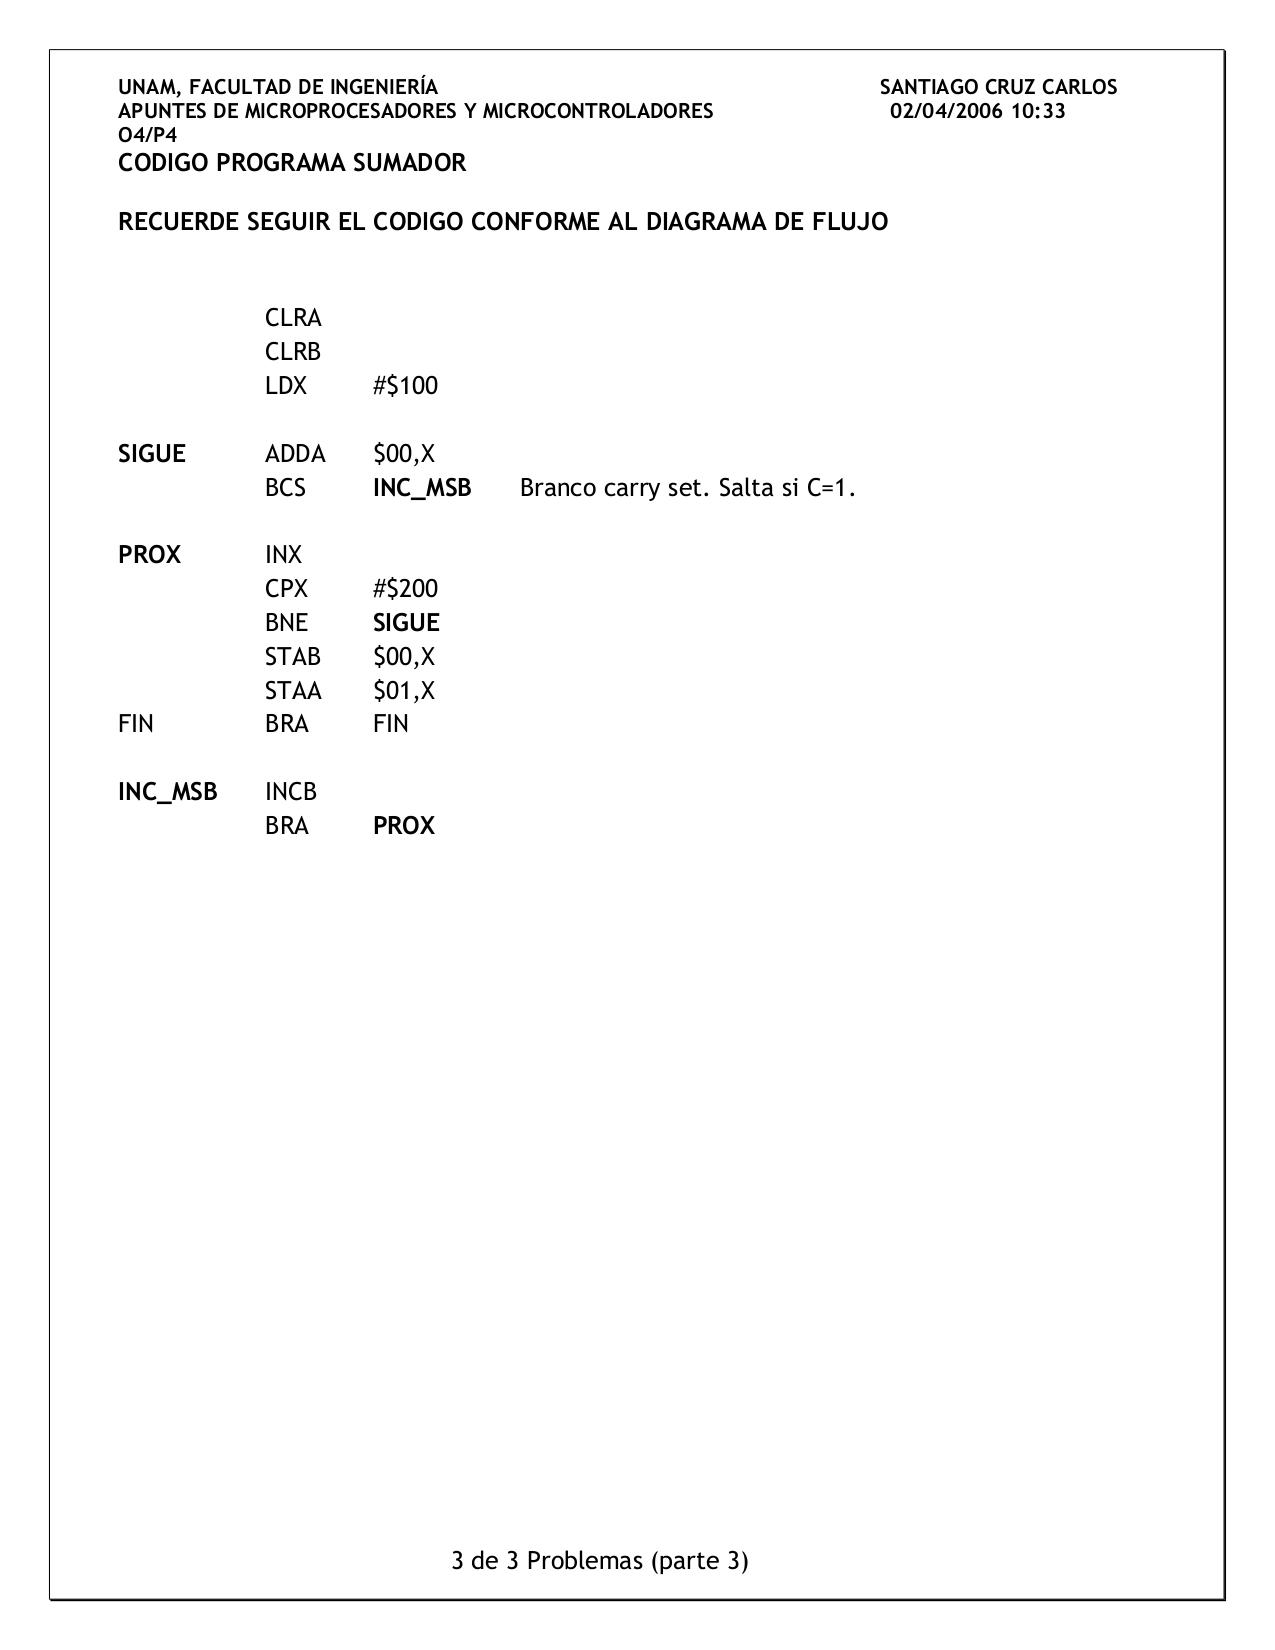 UNAM, FACULTAD DE INGENIERÍA SANTIAGO CRUZ CARLOS
APUNTES DE MICROPROCESADORES Y MICROCONTROLADORES 02/04/2006 10:33
O4/P4
CODIGO PROGRAMA SUMADOR
RECUERDE SEGUIR EL CODIGO CONFORME AL DIAGRAMA DE FLUJO
CLRA
CLRB
LDX #$100
SIGUE ADDA $00,X
BCS INC_MSB Branco carry set. Salta si C=1.
PROX INX
CPX #$200
BNE SIGUE
STAB $00,X
STAA $01,X
FIN BRA FIN
INC_MSB INCB
BRA PROX
3 de 3 Problemas (parte 3)